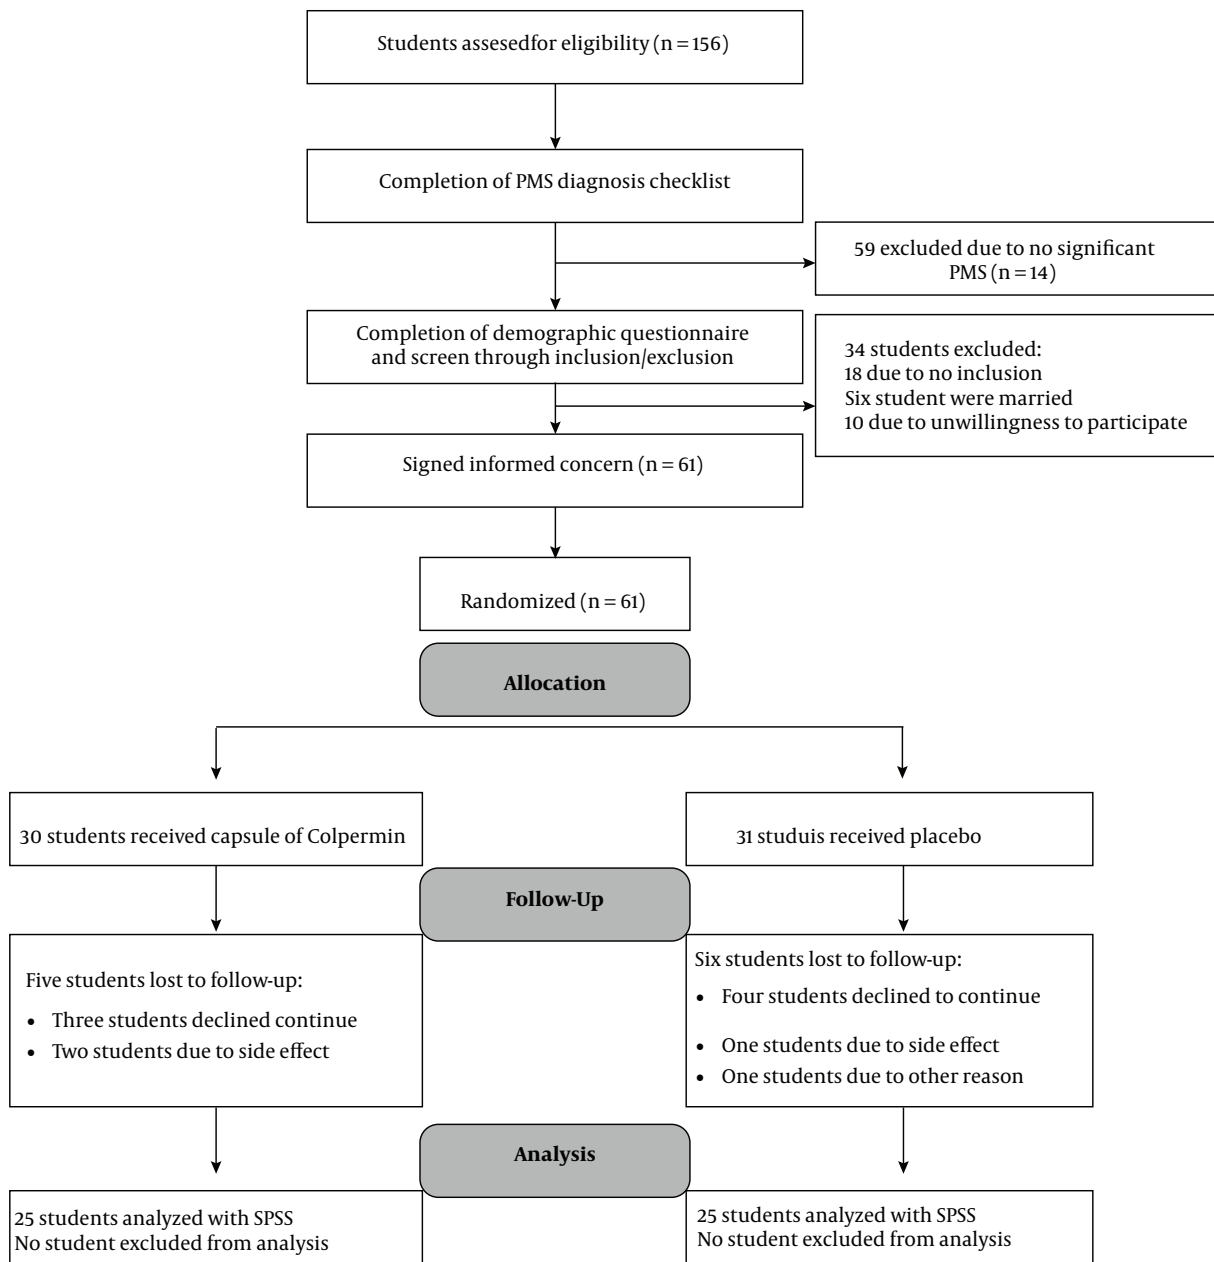 Students assesedfor eligibility (n = 156)
Completion of PMS diagnosis checklist
59 excluded due to no significant
PMS (n = 14)
Completion of demographic questionnaire
and screen through inclusion/exclusion
34 students excluded:
18 due to no inclusion
Six student were married
10 due to unwillingness to participate
Signed informed concern (n = 61)
Randomized (n = 61)
Allocation
30 students received capsule of Colpermin
31 studuis received placebo
Follow-Up
Five students lost to follow-up:
• Three students declined continue
• Two students due to side effect
Six students lost to follow-up:
• Four students declined to continue
• One students due to side effect
• One students due to other reason
Analysis
25 students analyzed with SPSS
No student excluded from analysis
25 students analyzed with SPSS
No student excluded from analysis